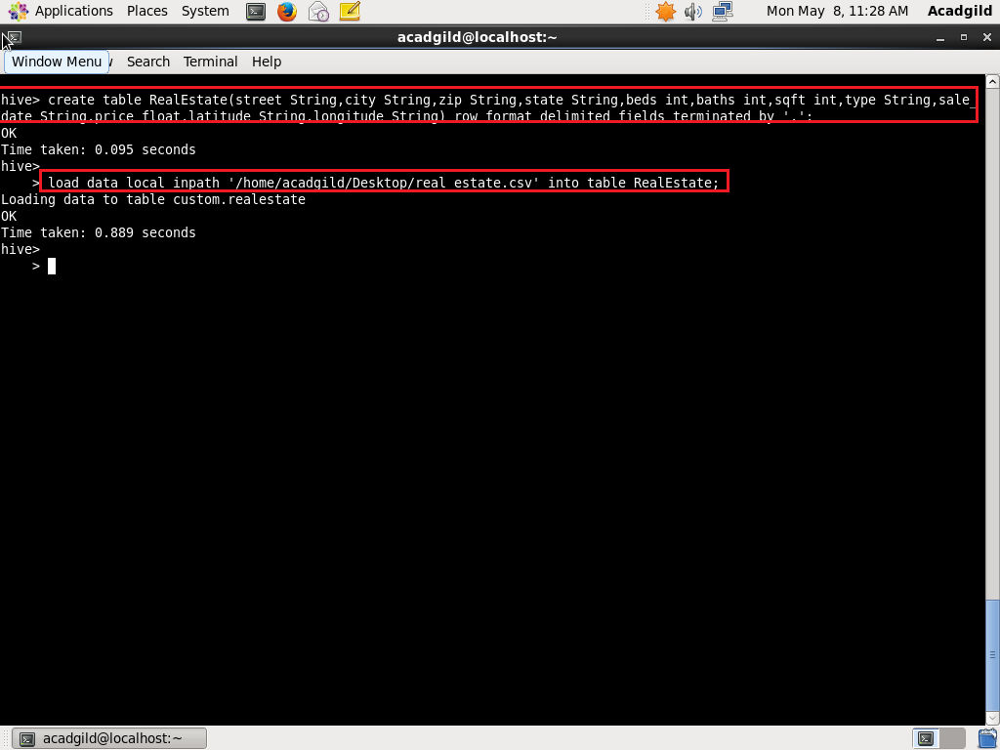 Applications Places System Mon May 8, 11:28 AM Acadgild
acadgild@localhost:~
Window Menu Search Terminal Help
hive> create table RealEstate(street String,city String,zip String,state String,beds int,baths int,sqft int,type String,sale_
date String,price float,latitude String,longitude String) row format delimited fields terminated by ',';
OK
Time taken: 0.095 seconds
hive>
> load data local inpath '/home/acadgild/Desktop/real_estate.csv' into table RealEstate;
Loading data to table custom.realestate
OK
Time taken: 0.889 seconds
hive>
>
acadgild@localhost:~